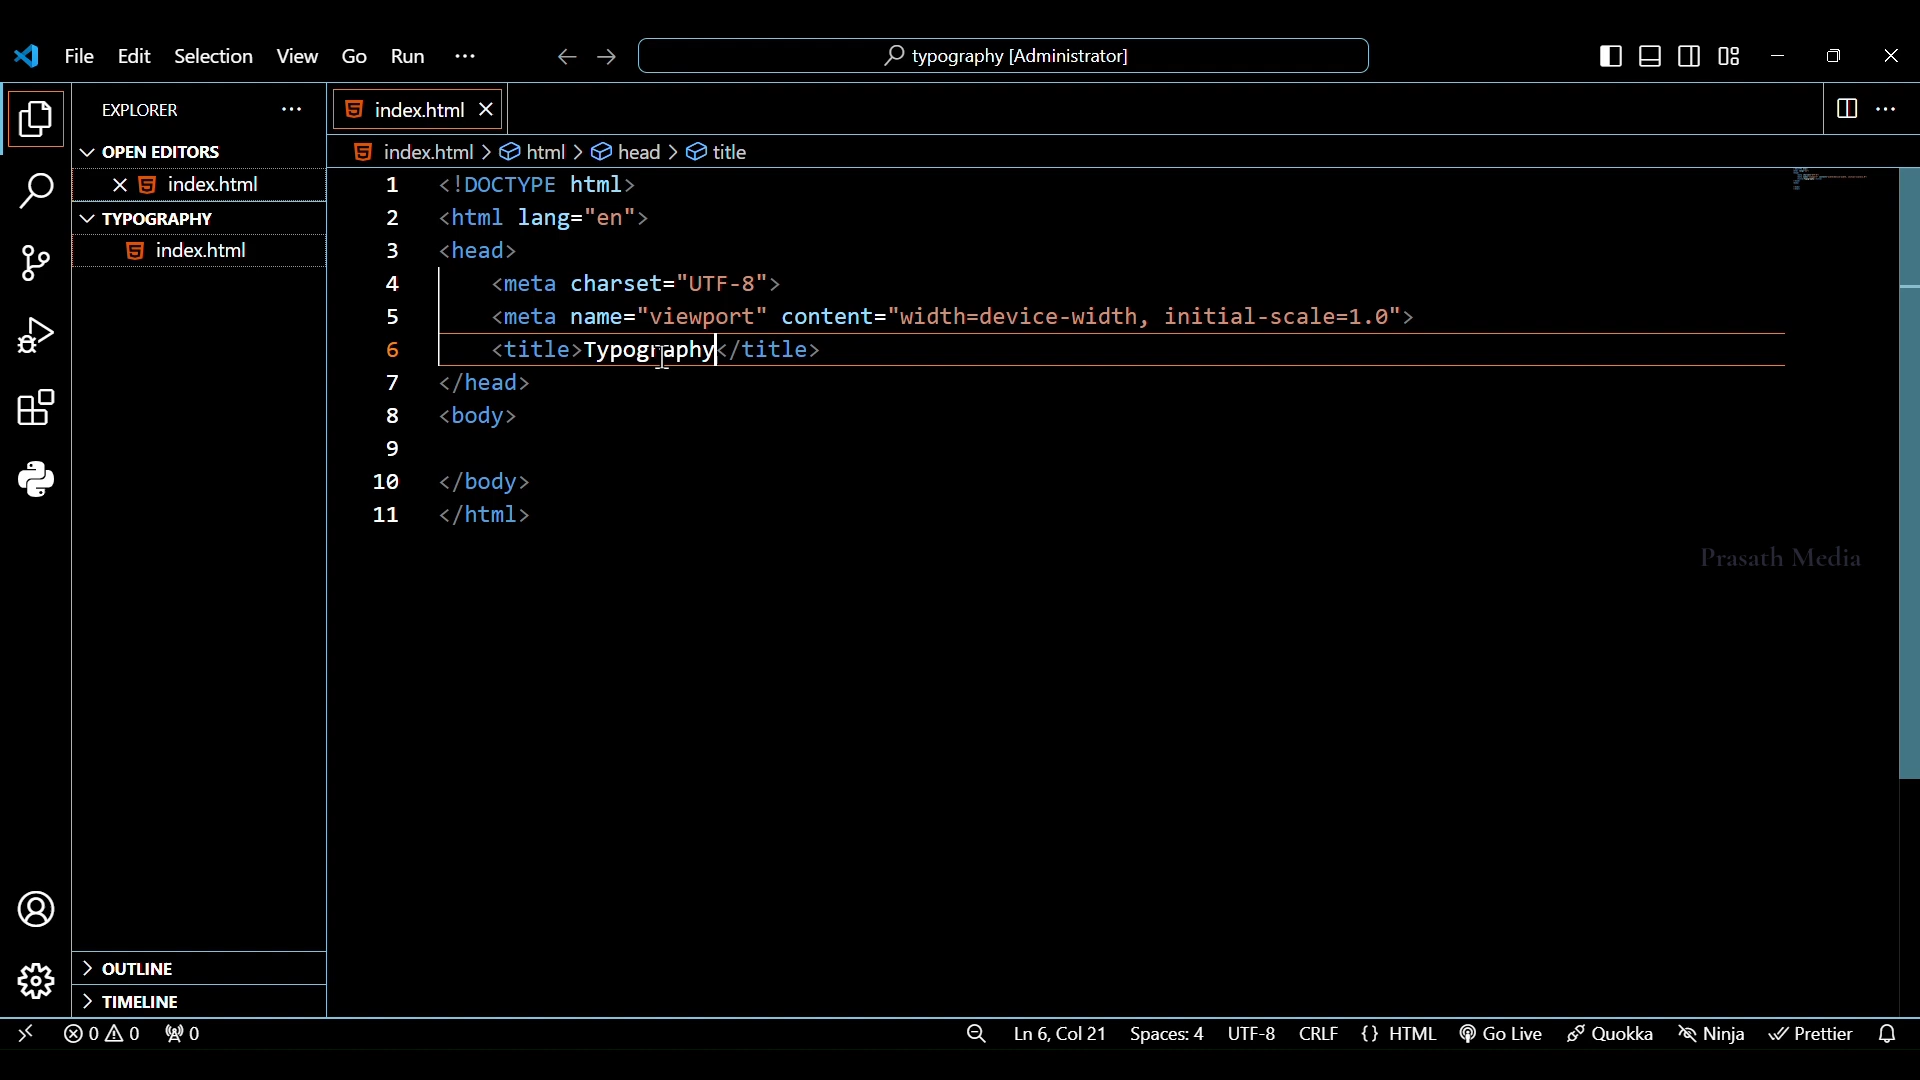 File Edit Selection View Go Run ··· typography [Administrator]
EXPLORER ···
OPEN EDITORS
index.html
TYPOGRAPHY
index.html
OUTLINE
TIMELINE
index.html
index.html > html > head > title
1 <!DOCTYPE html>
2 <html lang="en">
3 <head>
4     <meta charset="UTF-8">
5     <meta name="viewport" content="width=device-width, initial-scale=1.0">
6     <title>Typography</title>
7 </head>
8 <body>
9
10 </body>
11 </html>
Prasath Media
0 0 0 Ln 6, Col 21 Spaces: 4 UTF-8 CRLF {} HTML Go Live Quokka Ninja Prettier